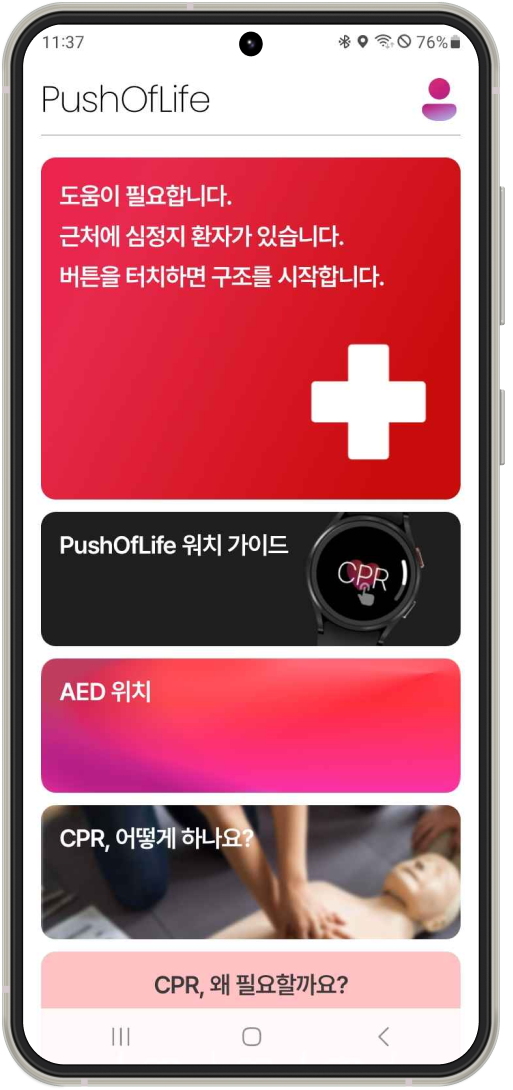 11:37
76%
PushOfLife
도움이 필요합니다.
근처에 심정지 환자가 있습니다.
버튼을 터치하면 구조를 시작합니다.
PushOfLife 워치 가이드
CPR
AED 위치
CPR, 어떻게 하나요?
CPR, 왜 필요할까요?